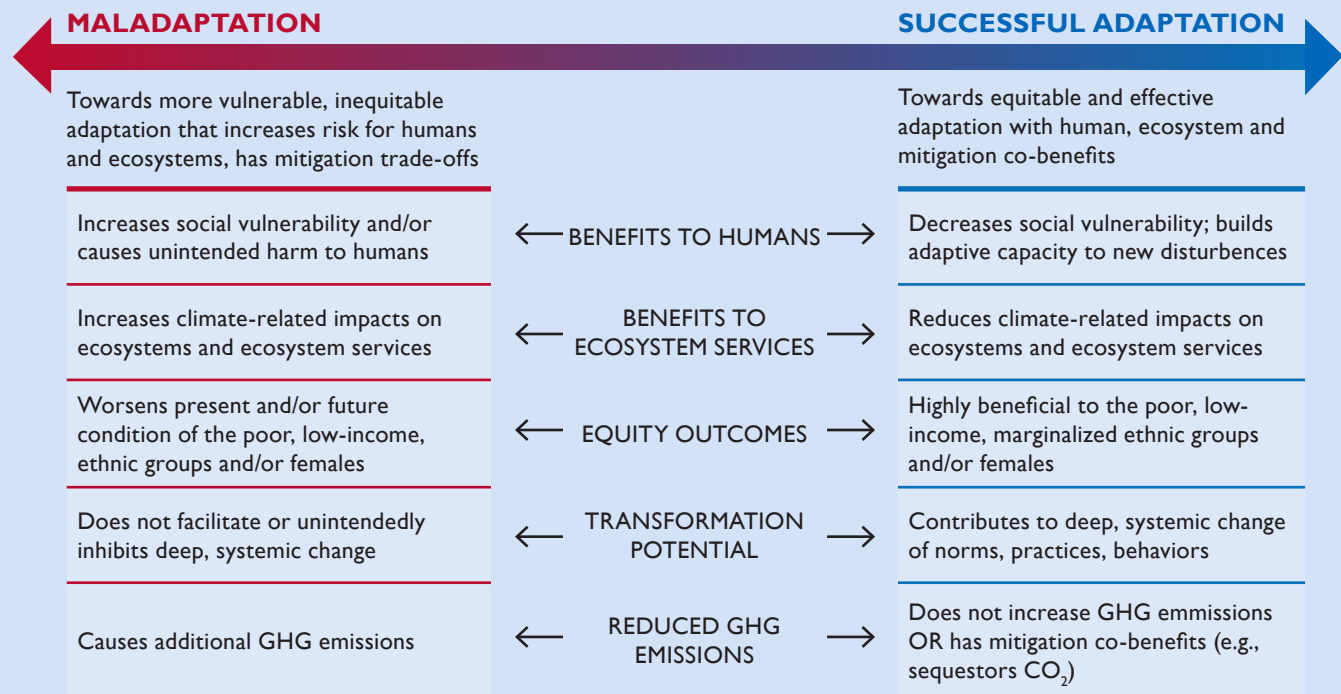 MALADAPTATION
SUCCESSFUL ADAPTATION
Towards more vulnerable, inequitable
adaptation that increases risk for humans
and ecosystems, has mitigation trade-offs
Towards equitable and effective
adaptation with human, ecosystem and
mitigation co-benefits
Increases social vulnerability and/or
causes unintended harm to humans
BENEFITS TO HUMANS
Decreases social vulnerability; builds
adaptive capacity to new disturbences
Increases climate-related impacts on
ecosystems and ecosystem services
BENEFITS TO
ECOSYSTEM SERVICES
Reduces climate-related impacts on
ecosystems and ecosystem services
Worsens present and/or future
condition of the poor, low-income,
ethnic groups and/or females
EQUITY OUTCOMES
Highly beneficial to the poor, low-
income, marginalized ethnic groups
and/or females
Does not facilitate or unintendedly
inhibits deep, systemic change
TRANSFORMATION
POTENTIAL
Contributes to deep, systemic change
of norms, practices, behaviors
Causes additional GHG emissions
REDUCED GHG
EMISSIONS
Does not increase GHG emmissions
OR has mitigation co-benefits (e.g.,
sequestors CO₂)